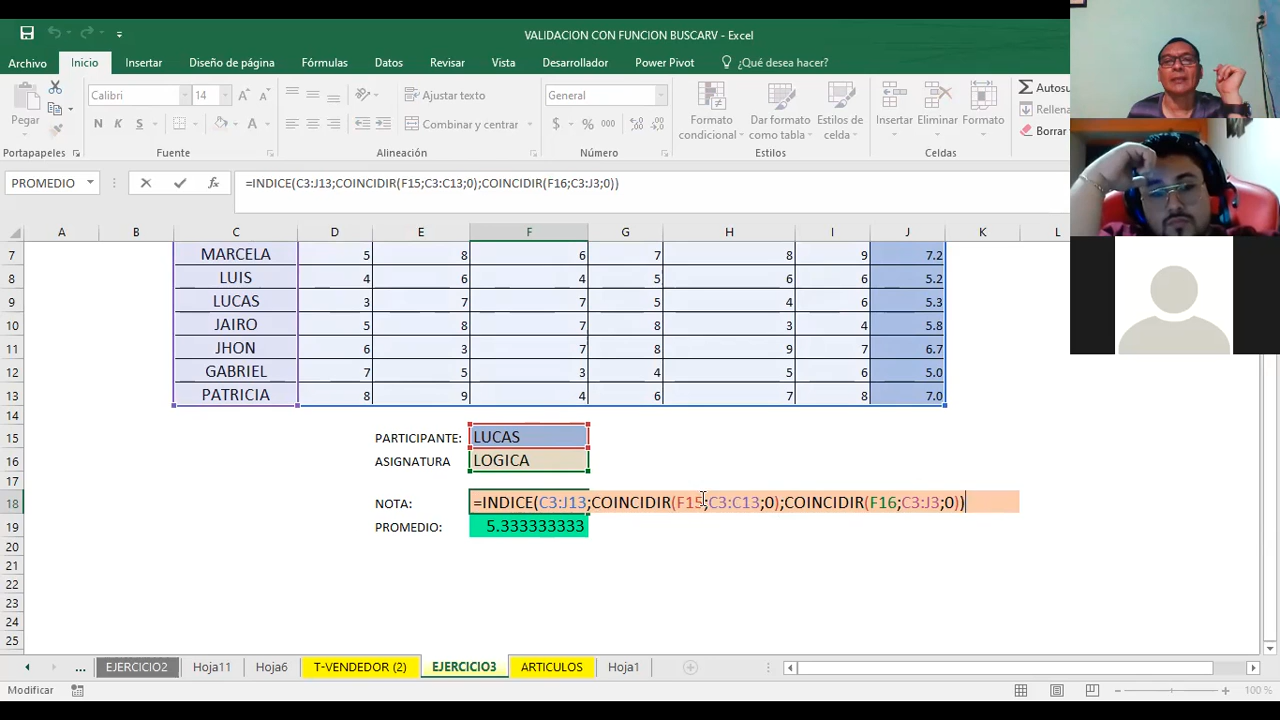 VALIDACION CON FUNCION BUSCARV - Excel
Archivo Inicio Insertar Diseño de página Fórmulas Datos Revisar Vista Desarrollador Power Pivot ¿Qué desea hacer?
Calibri 14 Ajustar texto General Autosu
Rellena
Pegar N K S Combinar y centrar $ % 000 Formato condicional Dar formato como tabla Estilos de celda Insertar Eliminar Formato Borrar
Portapapeles Fuente Alineación Número Estilos Celdas
PROMEDIO fx =INDICE(C3:J13;COINCIDIR(F15;C3:C13;0);COINCIDIR(F16;C3:J3;0))
A B C D E F G H I J K L
7 MARCELA 5 8 6 7 8 9 7.2
8 LUIS 4 6 4 5 6 6 5.2
9 LUCAS 3 7 7 5 4 6 5.3
10 JAIRO 5 8 7 8 3 4 5.8
11 JHON 6 3 7 8 9 7 6.7
12 GABRIEL 7 5 3 4 5 6 5.0
13 PATRICIA 8 9 4 6 7 8 7.0
14
15 PARTICIPANTE: LUCAS
16 ASIGNATURA LOGICA
17
18 NOTA: =INDICE(C3:J13;COINCIDIR(F15;C3:C13;0);COINCIDIR(F16;C3:J3;0))
19 PROMEDIO: 5.333333333
20
21
22
23
24
25
... EJERCICIO2 Hoja11 Hoja6 T-VENDEDOR (2) EJERCICIO3 ARTICULOS Hoja1
Modificar 100 %